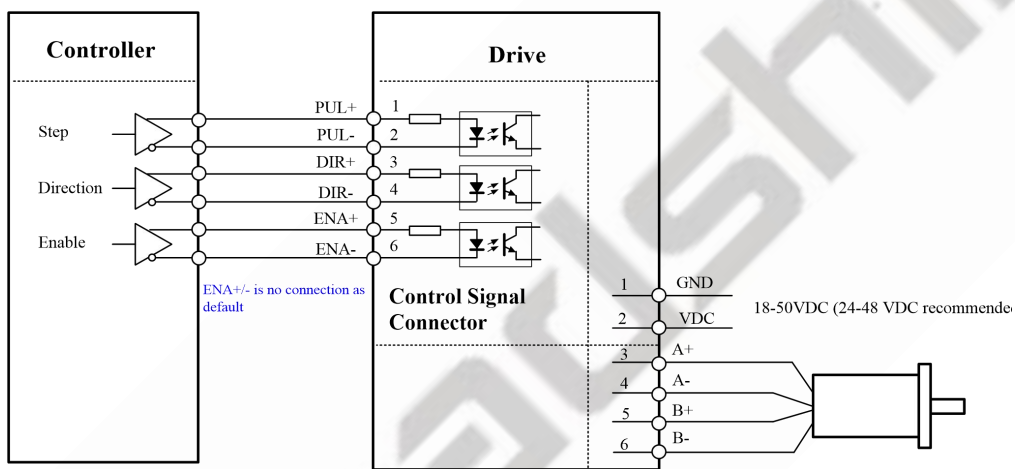 Controller
Drive
Step
Direction
Enable
PUL+
1
PUL-
2
DIR+
3
DIR-
4
ENA+
5
ENA-
6
ENA+/- is no connection as
default
Control Signal
Connector
1
GND
2
VDC
18-50VDC (24-48 VDC recommende
3
A+
4
A-
5
B+
6
B-